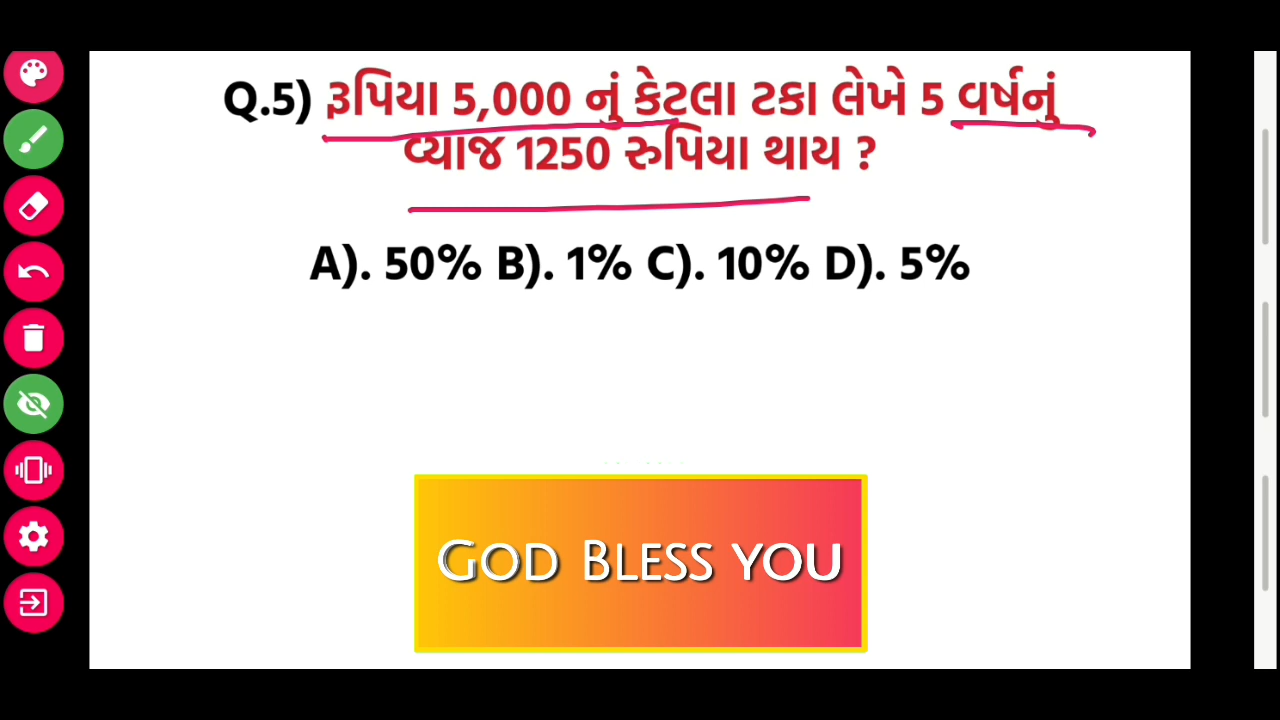 Q.5) રૂપિયા 5,000 નું કેટલા ટકા લેખે 5 વર્ષનું
વ્યાજ 1250 રુપિયા થાય ?
A). 50% B). 1% C). 10% D). 5%
GOD BLESS YOU